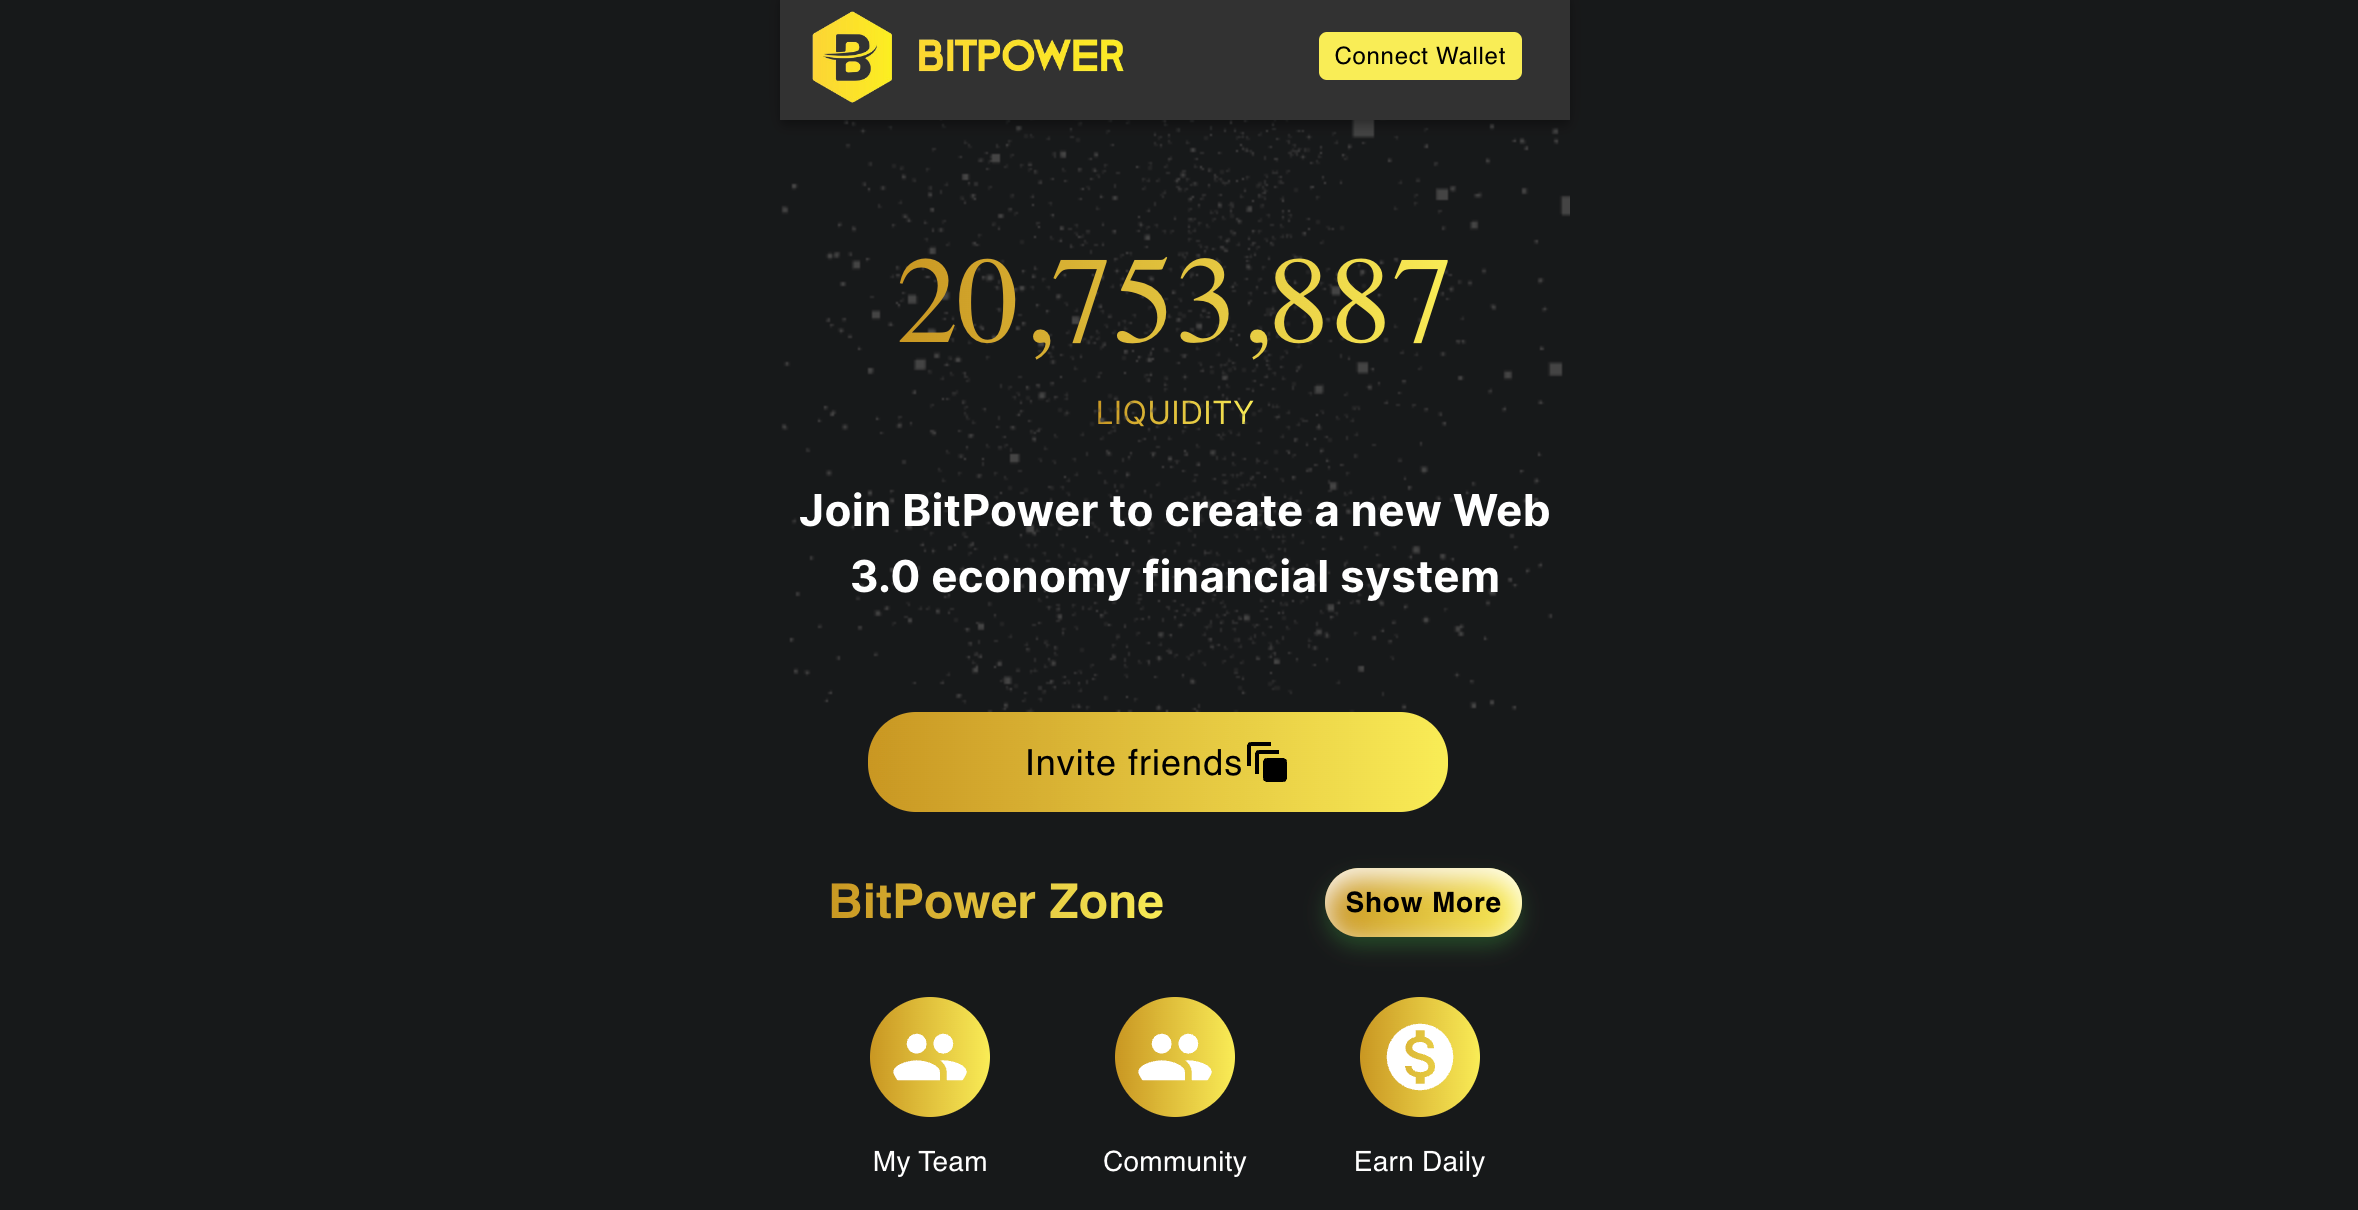 BITPOWER
Connect Wallet
20,753,887
LIQUIDITY
Join BitPower to create a new Web
3.0 economy financial system
Invite friends
BitPower Zone
Show More
My Team
Community
Earn Daily